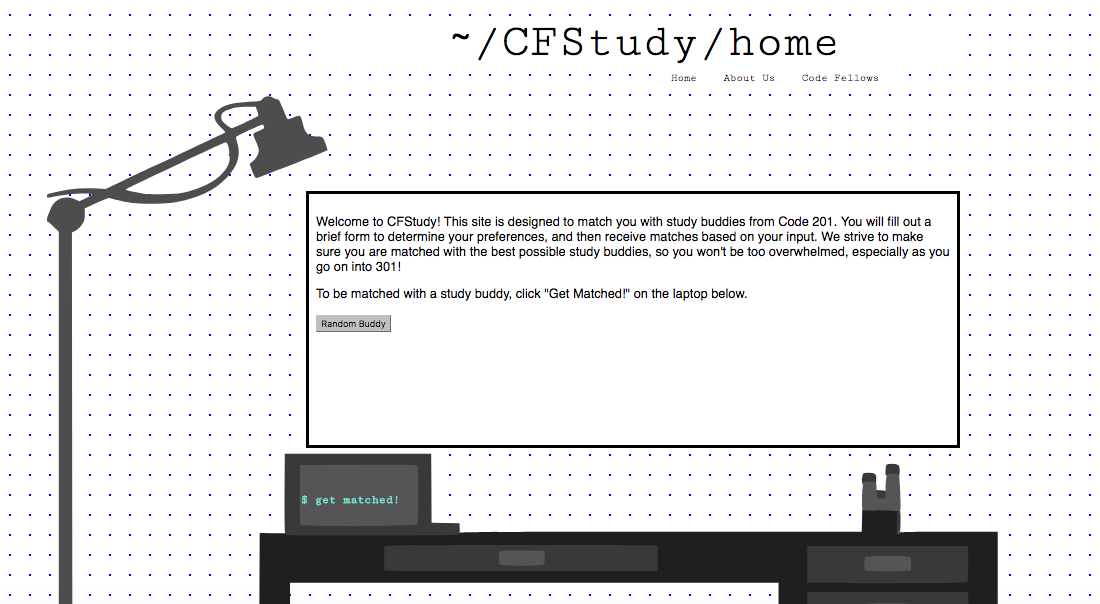 ~/CFStudy/home
Home About Us Code Fellows
Welcome to CFStudy! This site is designed to match you with study buddies from Code 201. You will fill out a
brief form to determine your preferences, and then receive matches based on your input. We strive to make
sure you are matched with the best possible study buddies, so you won't be too overwhelmed, especially as you
go on into 301!
To be matched with a study buddy, click "Get Matched!" on the laptop below.
Random Buddy
$ get matched!